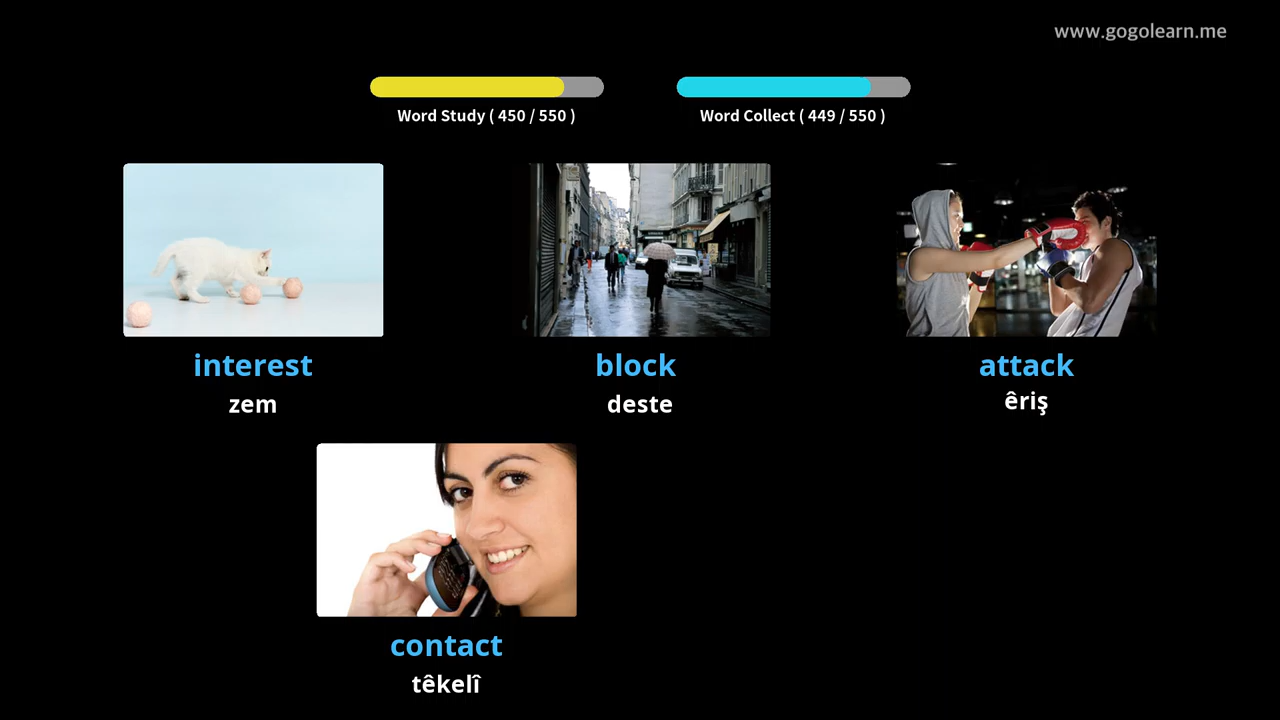 www.gogolearn.me
Word Study ( 450 / 550 )
Word Collect ( 449 / 550 )
interest
block
attack
zem
deste
êriş
contact
têkelî